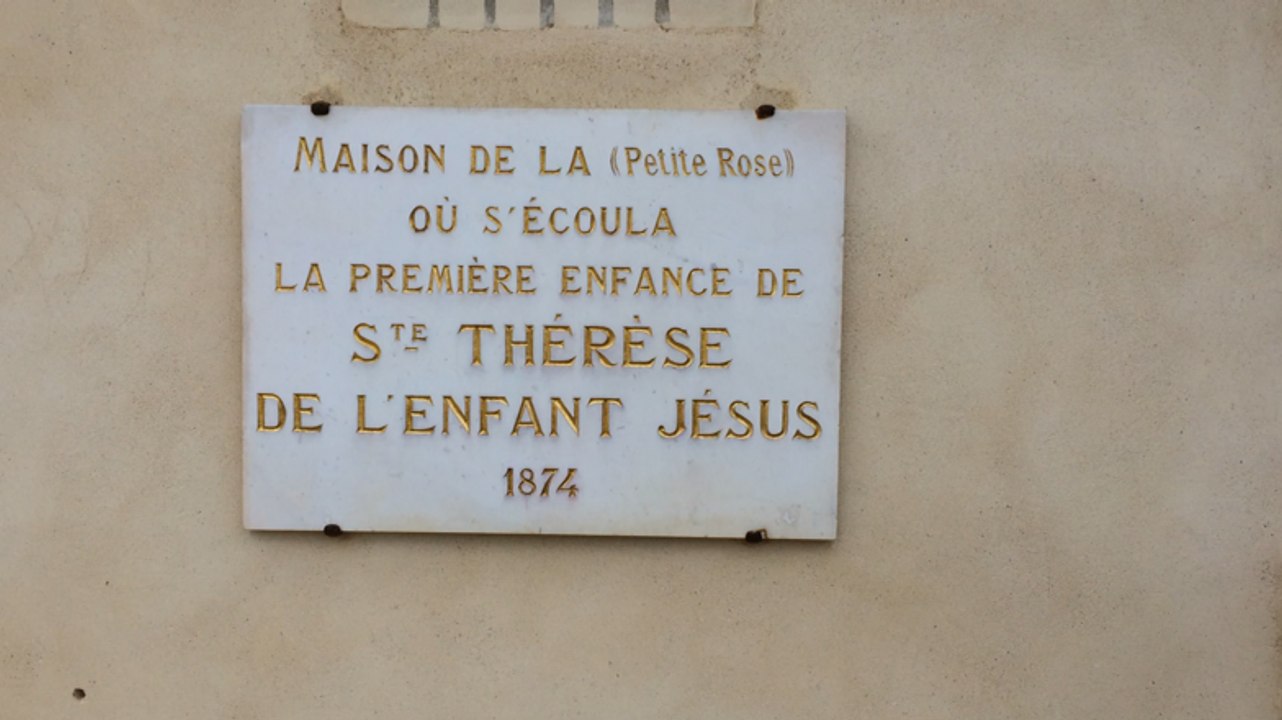 MAISON DE LA «Petite Rose»
OÙ S'ÉCOULA
LA PREMIÈRE ENFANCE DE
STE THÉRÈSE
DE L'ENFANT JÉSUS
1874